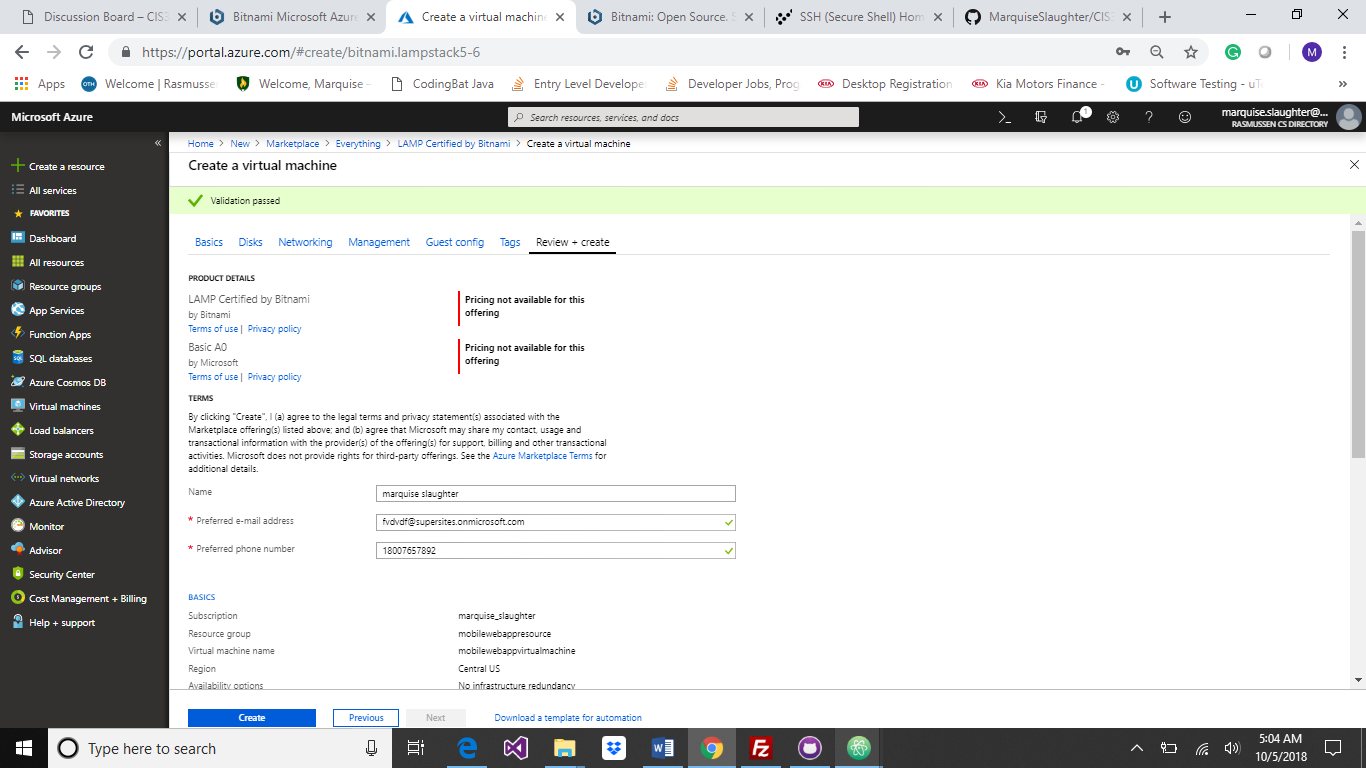 Discussion Board – CIS3
Bitnami Microsoft Azure
Create a virtual machine
Bitnami: Open Source. S
SSH (Secure Shell) Hom
MarquiseSlaughter/CIS3
https://portal.azure.com/#create/bitnami.lampstack5-6
M
Apps
OTH
Welcome | Rasmusse
Welcome, Marquise -
CodingBat Java
Entry Level Develope
Developer Jobs, Prog
KIA
Desktop Registration
KIA
Kia Motors Finance -
Software Testing - uT
»
Microsoft Azure
Search resources, services, and docs
1
marquise.slaughter@...
RASMUSSEN CS DIRECTORY
«
Create a resource
All services
FAVORITES
Dashboard
All resources
Resource groups
App Services
Function Apps
SQL databases
Azure Cosmos DB
Virtual machines
Load balancers
Storage accounts
Virtual networks
Azure Active Directory
Monitor
Advisor
Security Center
Cost Management + Billing
Help + support
Home > New > Marketplace > Everything > LAMP Certified by Bitnami > Create a virtual machine
Create a virtual machine
Validation passed
Basics Disks Networking Management Guest config Tags Review + create
PRODUCT DETAILS
LAMP Certified by Bitnami
by Bitnami
Terms of use | Privacy policy
Pricing not available for this
offering
Basic A0
by Microsoft
Terms of use | Privacy policy
Pricing not available for this
offering
TERMS
By clicking "Create", I (a) agree to the legal terms and privacy statement(s) associated with the
Marketplace offering(s) listed above; and (b) agree that Microsoft may share my contact, usage and
transactional information with the provider(s) of the offering(s) for support, billing and other transactional
activities. Microsoft does not provide rights for third-party offerings. See the Azure Marketplace Terms for
additional details.
Name marquise slaughter
* Preferred e-mail address fvdvdf@supersites.onmicrosoft.com
* Preferred phone number 18007657892
BASICS
Subscription marquise_slaughter
Resource group mobilewebappresource
Virtual machine name mobilewebappvirtualmachine
Region Central US
Availability options No infrastructure redundancy
Create Previous Next Download a template for automation
Type here to search
5:04 AM
10/5/2018